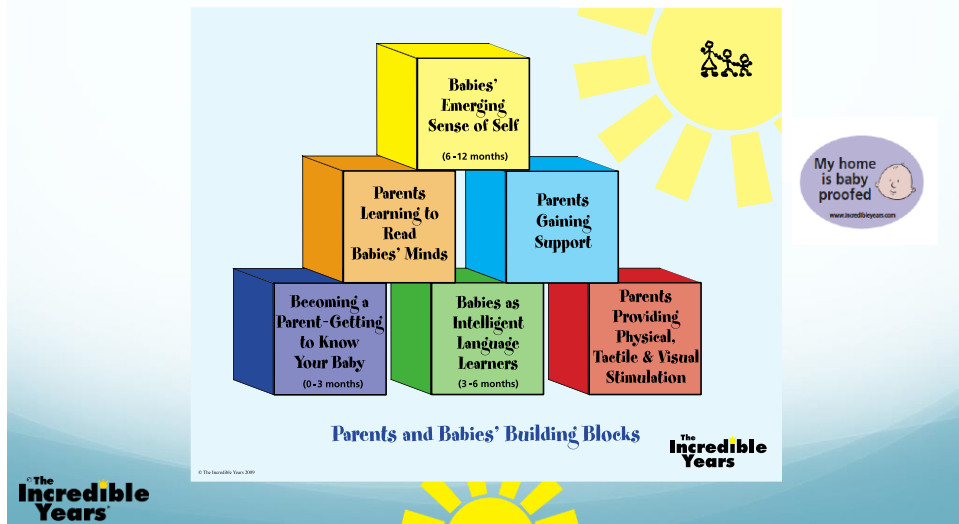 Babies'
Emerging
Sense of Self
(6-12 months)
Parents
Learning to
Read
Babies' Minds
Parents
Gaining
Support
Becoming a
Parent-Getting
to Know
Your Baby
(0-3 months)
Babies as
Intelligent
Language
Learners
(3-6 months)
Parents
Providing
Physical,
Tactile & Visual
Stimulation
Parents and Babies' Building Blocks
The
Incredible
Years
© The Incredible Years 2009
My home
is baby
proofed
www.incredibleyears.com
©The
Incredible
Years®